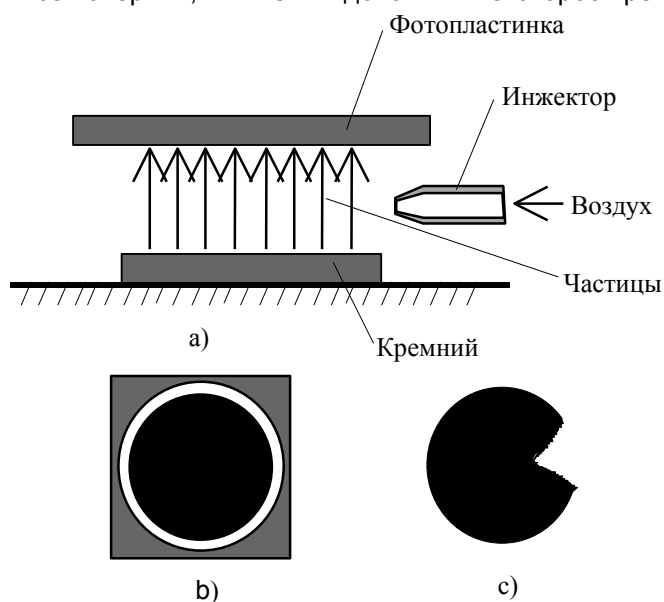 Фотопластинка
Инжектор
Воздух
Частицы
а)
Кремний
b)
c)